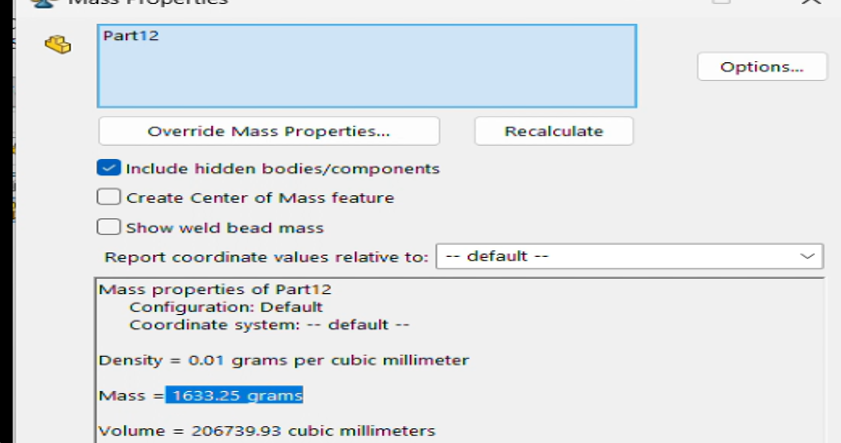 Mass Properties
Part12
Options...
Override Mass Properties... Recalculate
Include hidden bodies/components
Create Center of Mass feature
Show weld bead mass
Report coordinate values relative to: -- default --
Mass properties of Part12
Configuration: Default
Coordinate system: -- default --
Density = 0.01 grams per cubic millimeter
Mass = 1633.25 grams
Volume = 206739.93 cubic millimeters